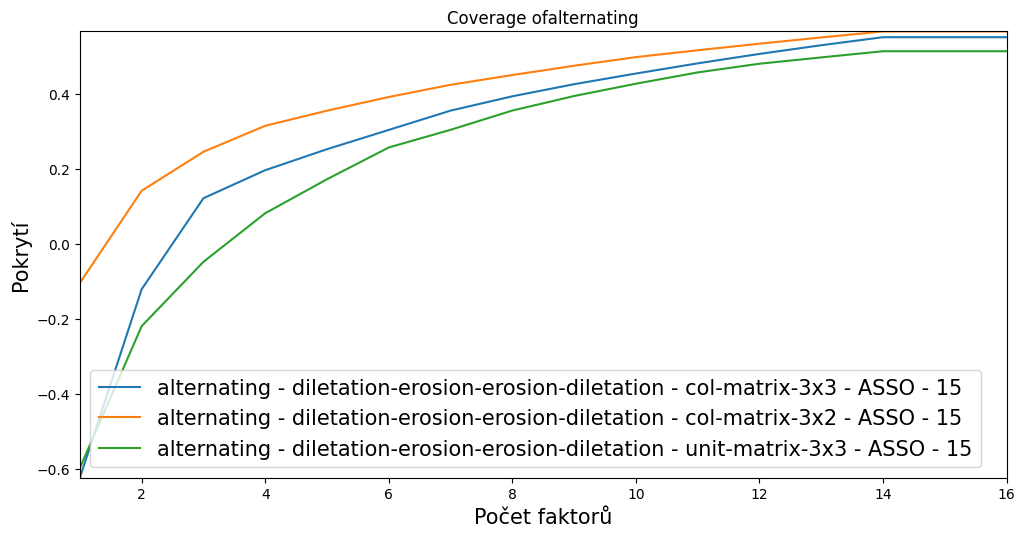 Coverage ofalternating
Pokrytí
0.4
0.2
0.0
−0.2
−0.4
−0.6
alternating - diletation-erosion-erosion-diletation - col-matrix-3x3 - ASSO - 15
alternating - diletation-erosion-erosion-diletation - col-matrix-3x2 - ASSO - 15
alternating - diletation-erosion-erosion-diletation - unit-matrix-3x3 - ASSO - 15
2 4 6 8 10 12 14 16
Počet faktorů